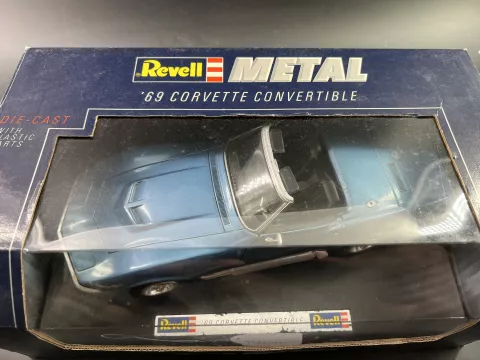 Revell METAL
'69 CORVETTE CONVERTIBLE
DIE-CAST
WITH
PLASTIC
PARTS
Revell '69 CORVETTE CONVERTIBLE Revell